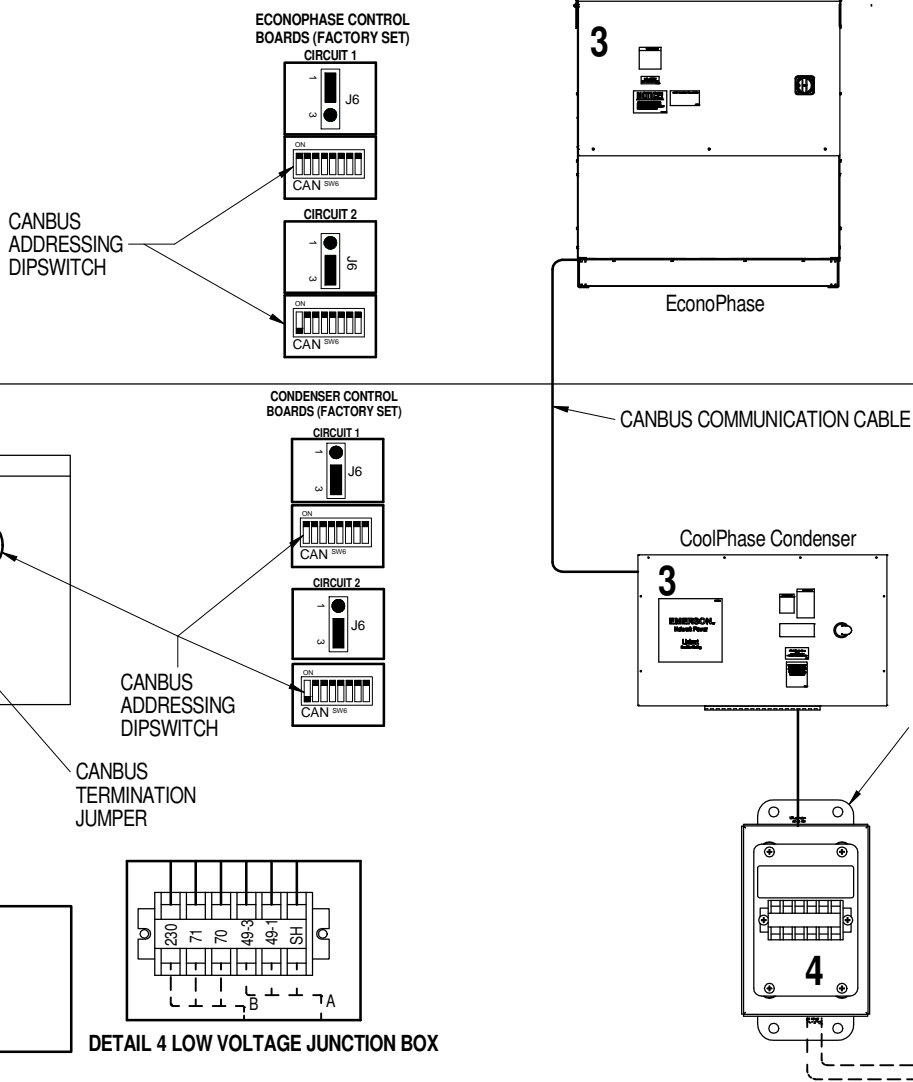 ECONOPHASE CONTROL
BOARDS (FACTORY SET)
CIRCUIT 1
1
J6
3
ON
CAN SW6
CIRCUIT 2
1
J6
3
ON
CAN SW6
CANBUS
ADDRESSING
DIPSWITCH
3
EconoPhase
CANBUS COMMUNICATION CABLE
CONDENSER CONTROL
BOARDS (FACTORY SET)
CIRCUIT 1
1
J6
3
ON
CAN SW6
CIRCUIT 2
1
J6
3
ON
CAN SW6
CANBUS
ADDRESSING
DIPSWITCH
CANBUS
TERMINATION
JUMPER
CoolPhase Condenser
3
EMERSON
Network Power
Liebert
4
230
71
70
49-3
49-1
SH
B
A
DETAIL 4 LOW VOLTAGE JUNCTION BOX